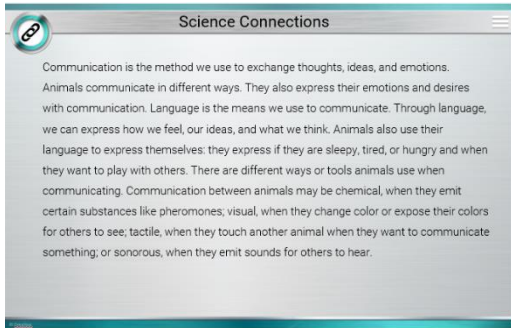 Science Connections
Communication is the method we use to exchange thoughts, ideas, and emotions.
Animals communicate in different ways. They also express their emotions and desires
with communication. Language is the means we use to communicate. Through language,
we can express how we feel, our ideas, and what we think. Animals also use their
language to express themselves: they express if they are sleepy, tired, or hungry and when
they want to play with others. There are different ways or tools animals use when
communicating. Communication between animals may be chemical, when they emit
certain substances like pheromones; visual, when they change color or expose their colors
for others to see; tactile, when they touch another animal when they want to communicate
something; or sonorous, when they emit sounds for others to hear.